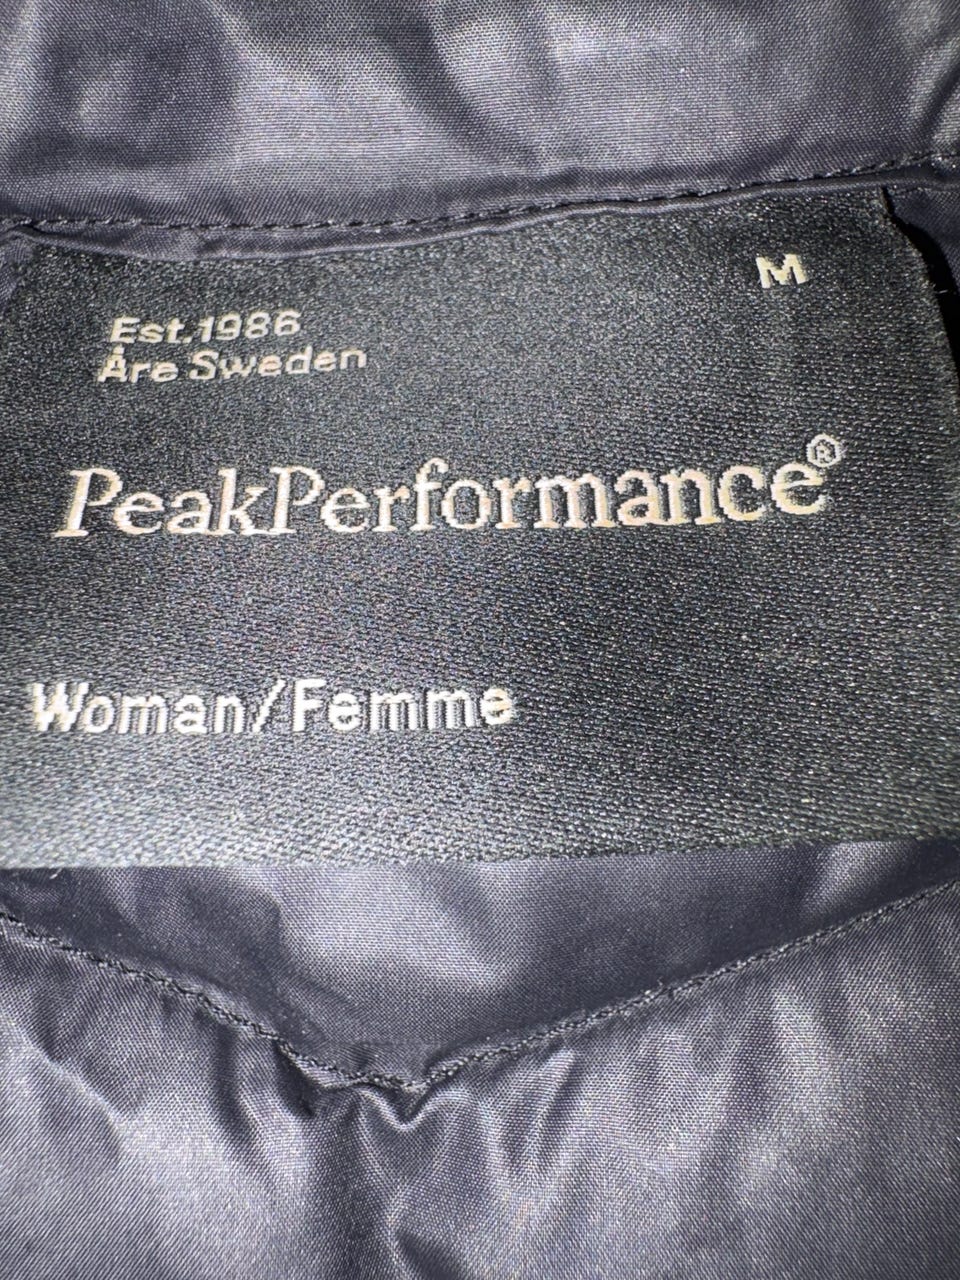 M
Est.1986
Åre Sweden
PeakPerformance®
Woman/Femme